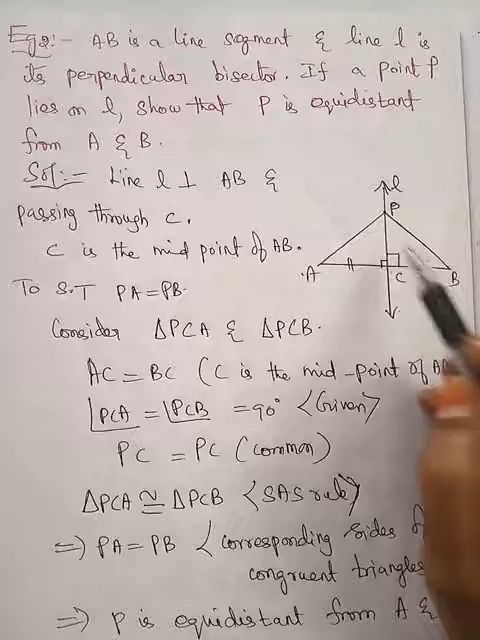 Eg 2:- AB is a line segment & line l is
its perpendicular bisector. If a point P
lies on l, show that P is equidistant
from A & B.
Sol:- Line l ⊥ AB &
passing through C.
C is the mid point of AB.
To S.T PA = PB.
Consider ΔPCA & ΔPCB.
AC = BC (C is the mid-point of
∠PCA = ∠PCB = 90° <Given>
PC = PC (common)
ΔPCA ≅ ΔPCB <SAS rule>
=> PA = PB <corresponding sides
congruent triangles
=> P is equidistant from A &
l
P
A
C
B